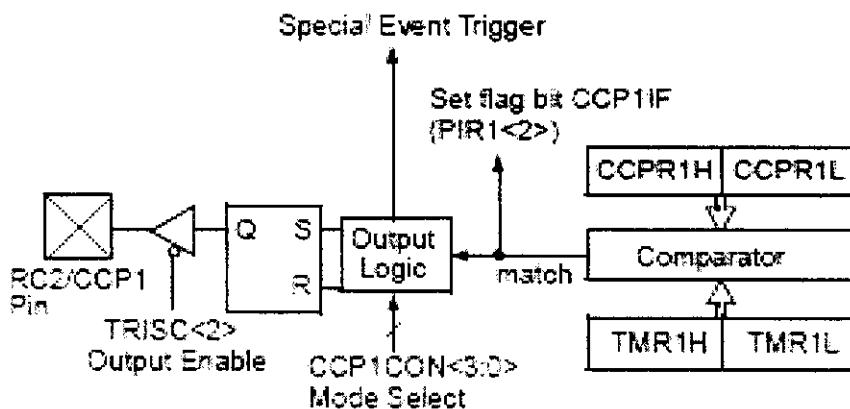 Special Event Trigger
Set flag bit CCP1IF
(PIR1<2>)
CCPR1H CCPR1L
Q S
R
Output
Logic
match
Comparator
RC2/CCP1
Pin
TRISC<2>
Output Enable
CCP1CON<3:0>
Mode Select
TMR1H TMR1L